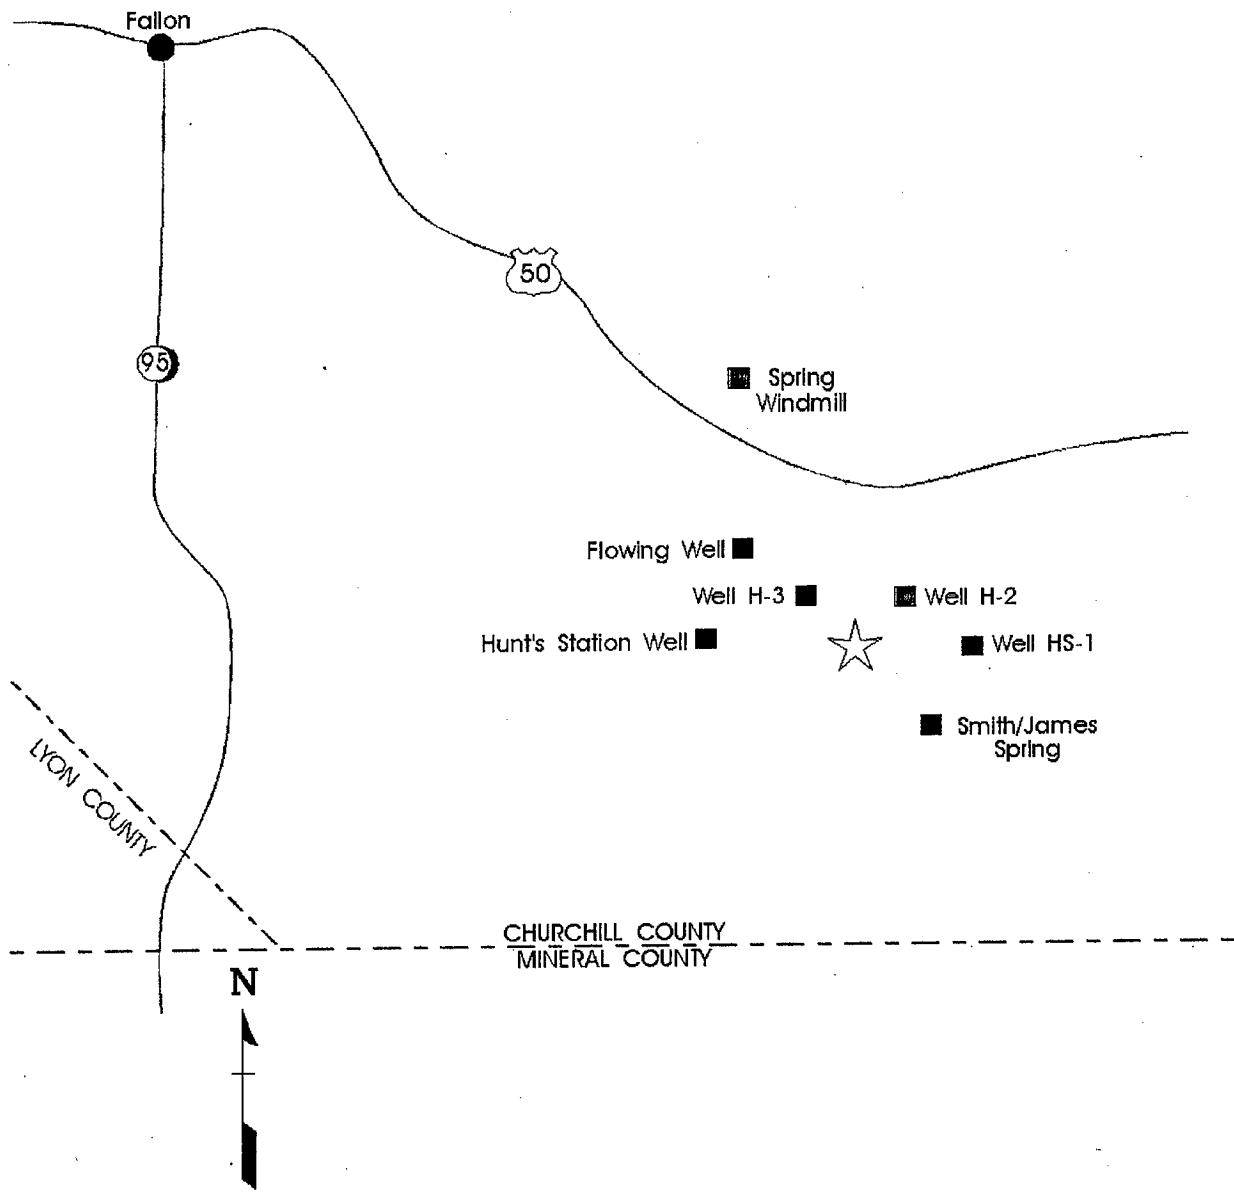 Fallon
50
95
Spring
Windmill
Flowing Well
Well H-3
Well H-2
Hunt's Station Well
Well HS-1
Smith/James
Spring
LYON COUNTY
CHURCHILL COUNTY
MINERAL COUNTY
N